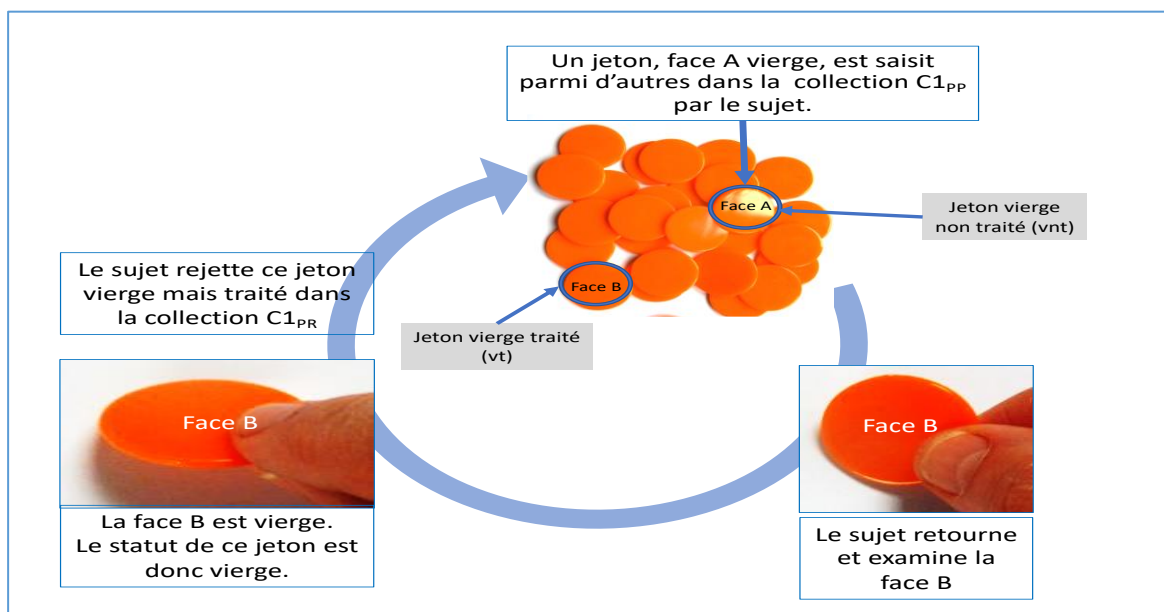 Un jeton, face A vierge, est saisit
parmi d'autres dans la collection C1PP
par le sujet.
Face A
Jeton vierge
non traité (vnt)
Face B
Jeton vierge traité
(vt)
Le sujet rejette ce jeton
vierge mais traité dans
la collection C1PR
Face B
La face B est vierge.
Le statut de ce jeton est
donc vierge.
Face B
Le sujet retourne
et examine la
face B